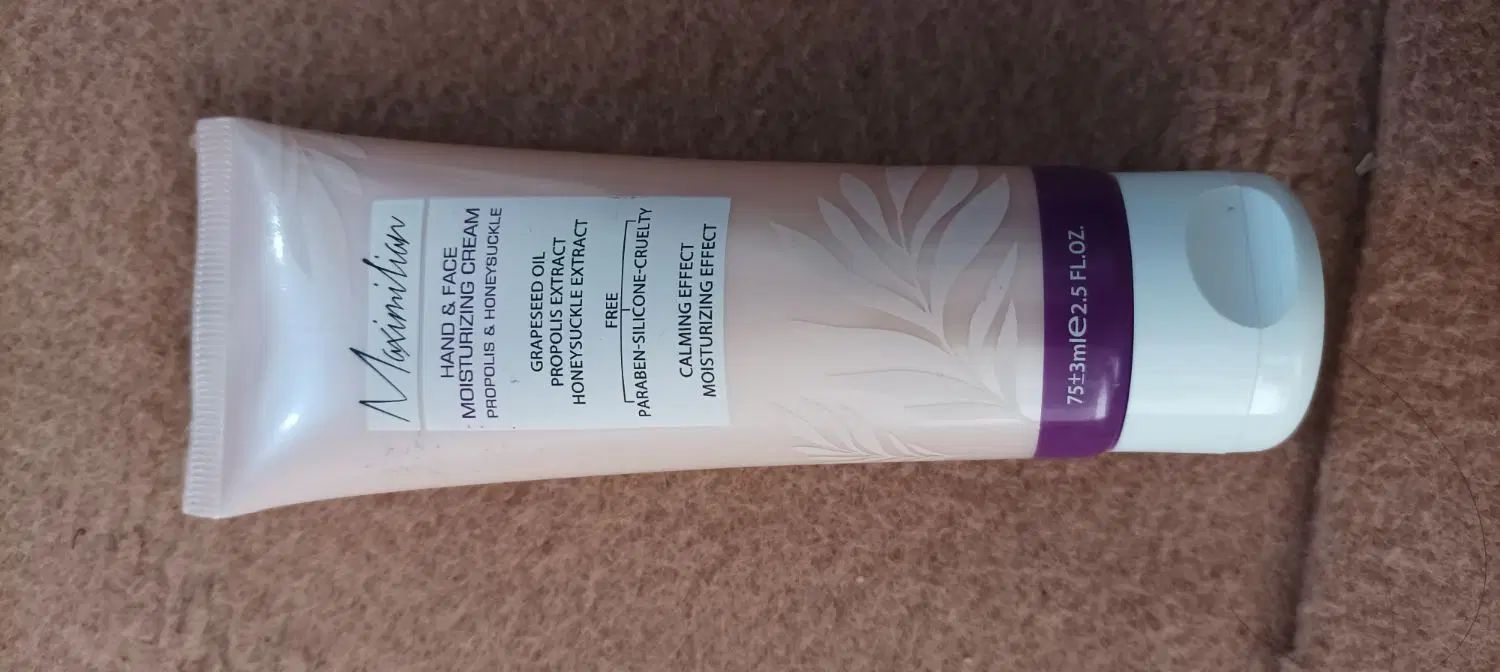 Maximilian
HAND & FACE
MOISTURIZING CREAM
PROPOLIS & HONEYSUCKLE
GRAPESEED OIL
PROPOLIS EXTRACT
HONEYSUCKLE EXTRACT
FREE
PARABEN-SILICONE-CRUELTY
CALMING EFFECT
MOISTURIZING EFFECT
75±3ml℮2.5 FL.OZ.